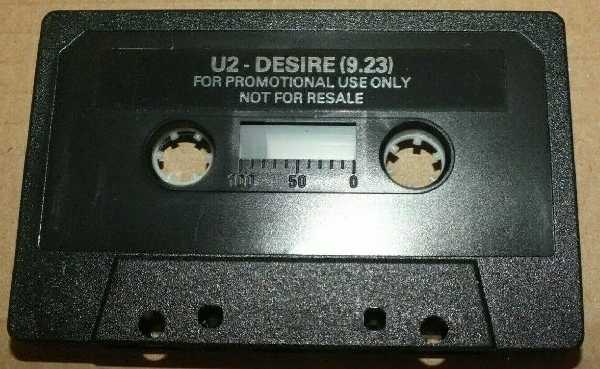 U2 - DESIRE (9.23)
FOR PROMOTIONAL USE ONLY
NOT FOR RESALE
100 50 0